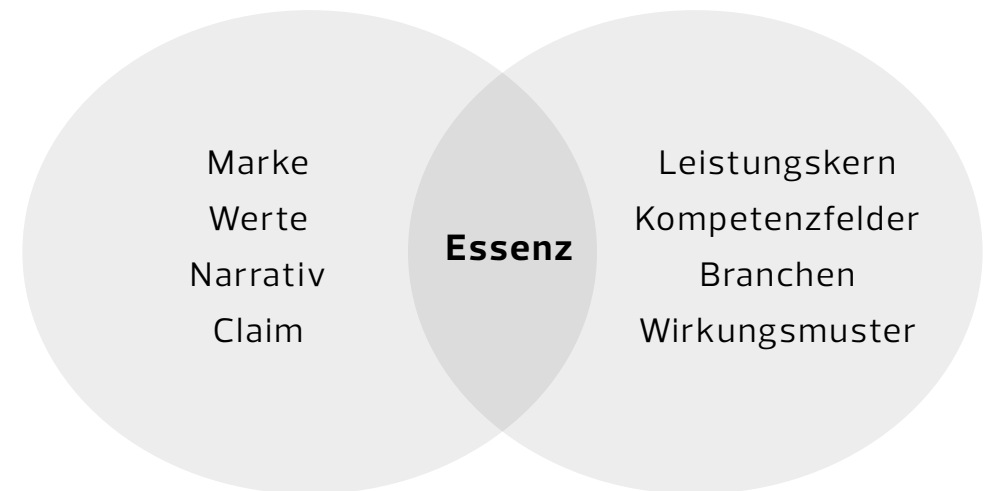 Marke
Werte
Narrativ
Claim
Essenz
Leistungskern
Kompetenzfelder
Branchen
Wirkungsmuster